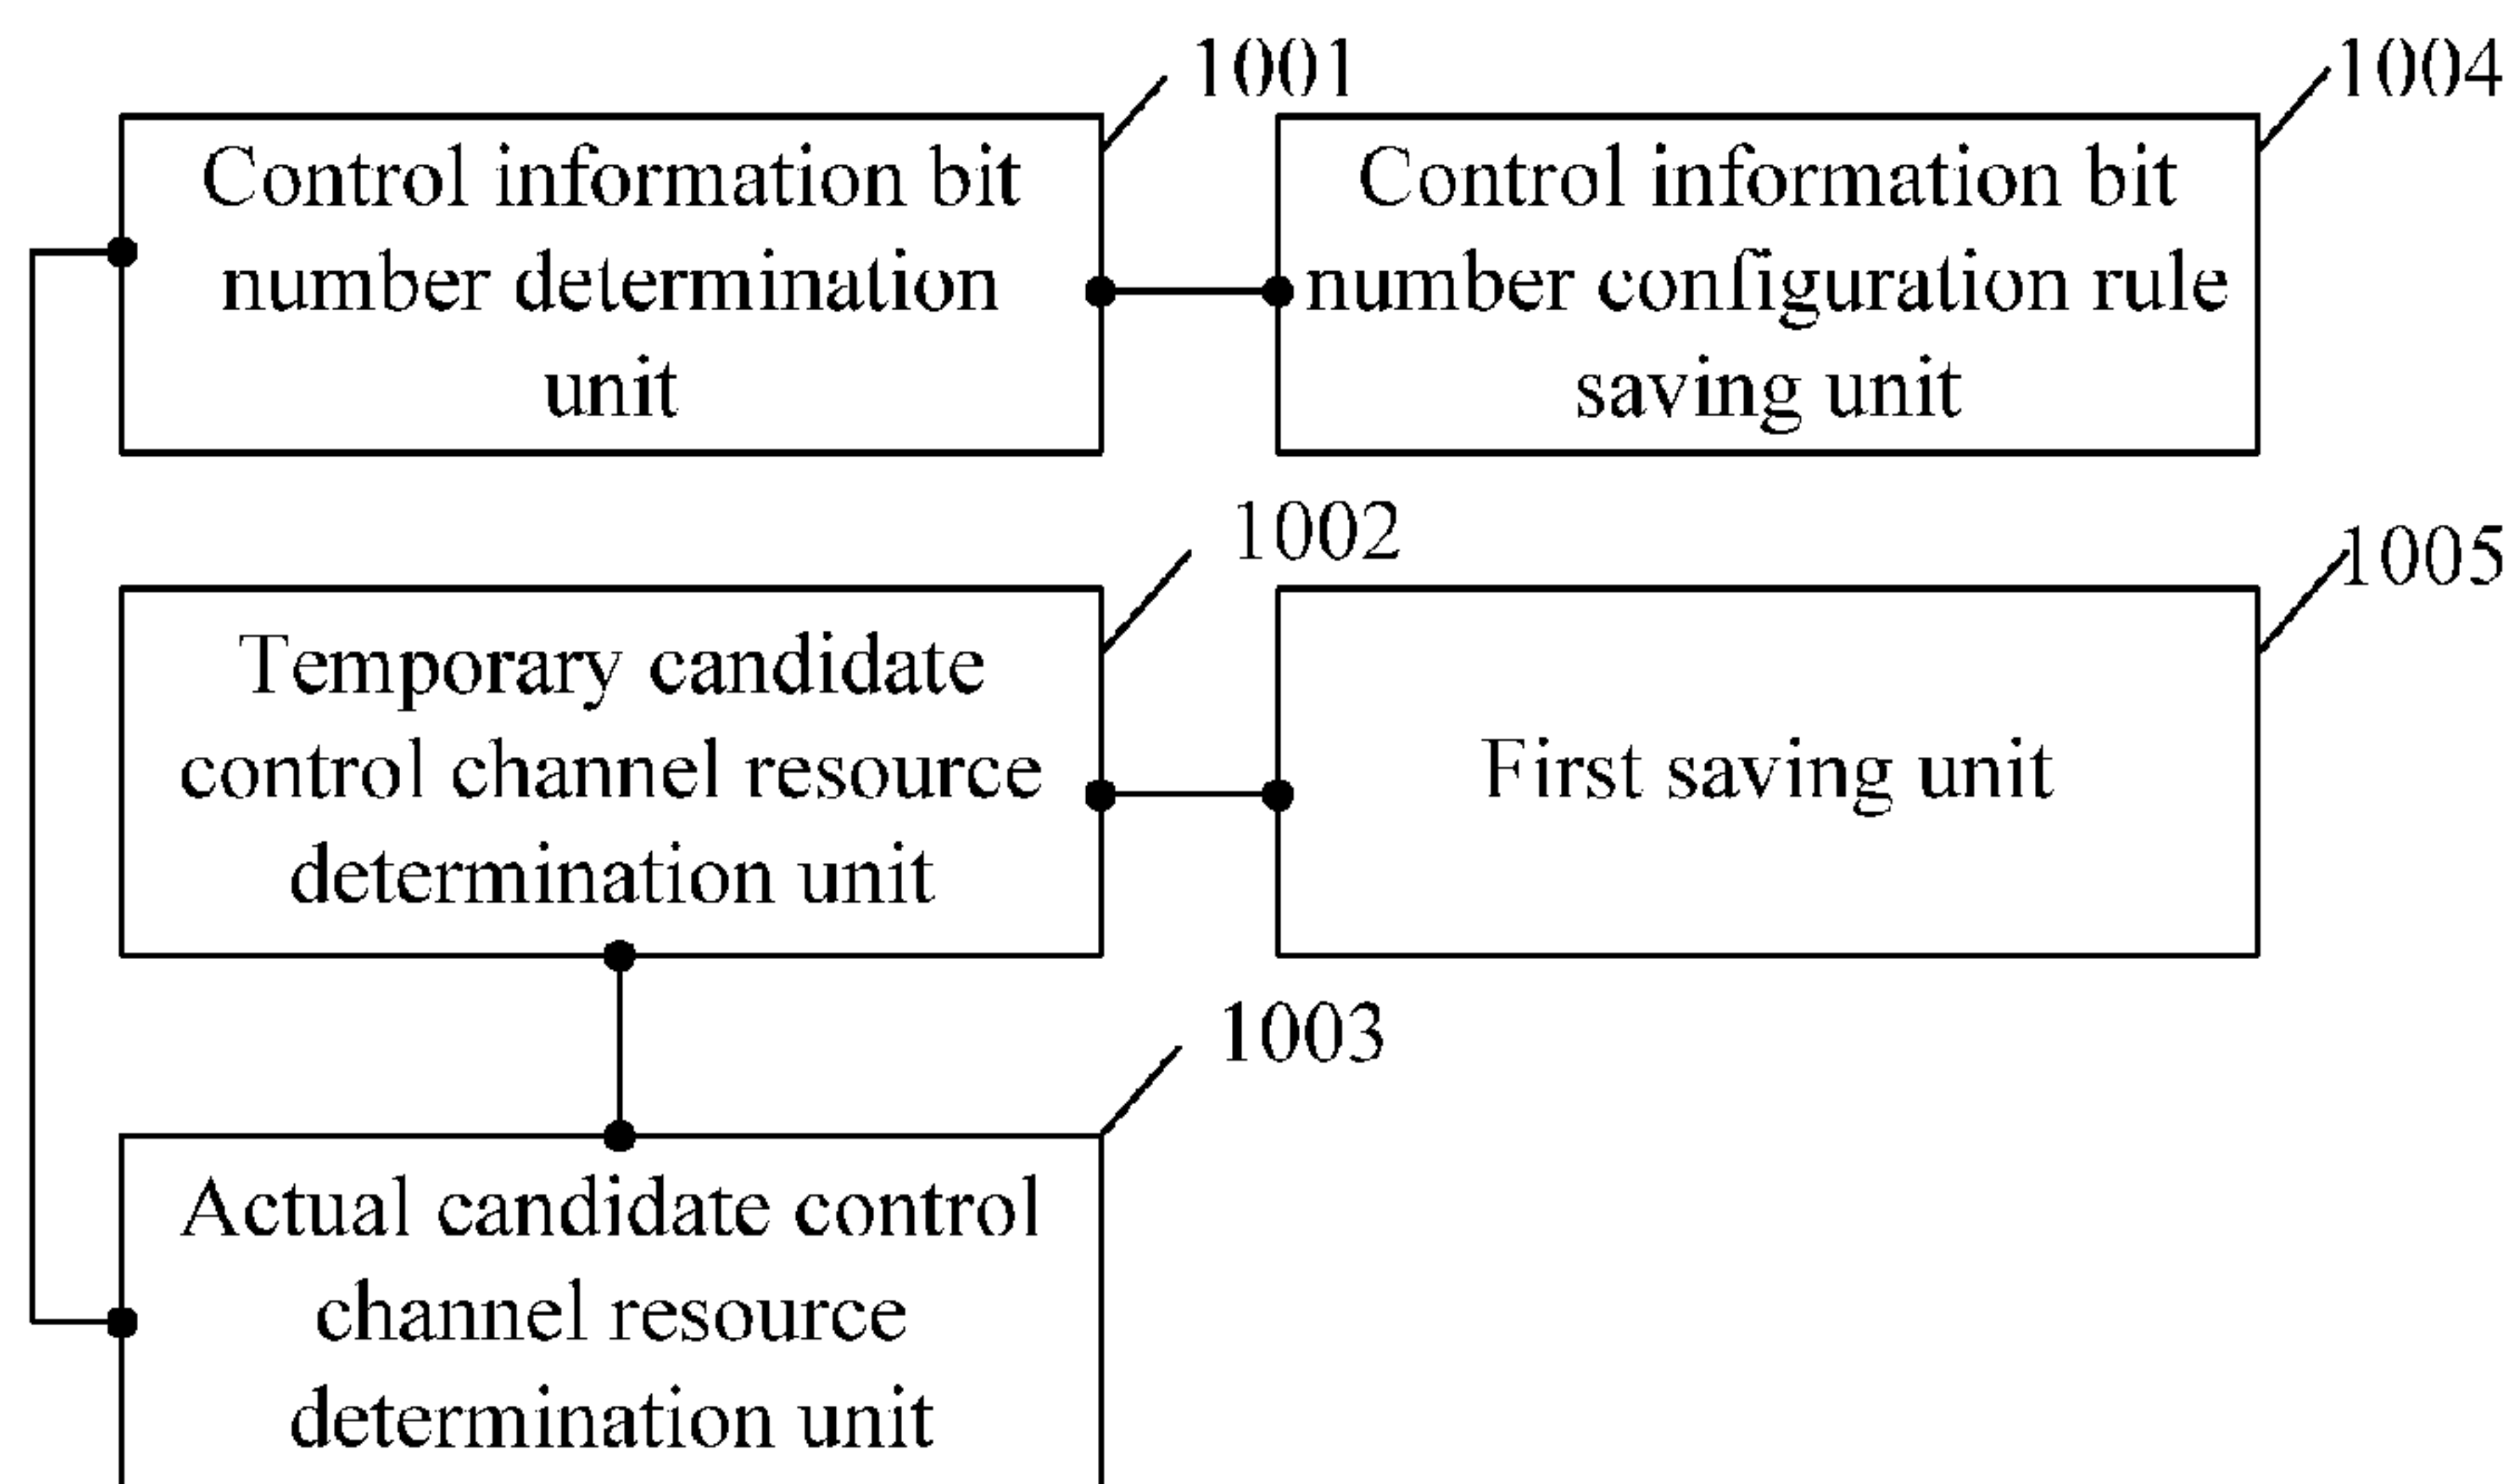 1001
1004
Control information bit
number determination
unit
Control information bit
number configuration rule
saving unit
1002
1005
Temporary candidate
control channel resource
determination unit
First saving unit
1003
Actual candidate control
channel resource
determination unit